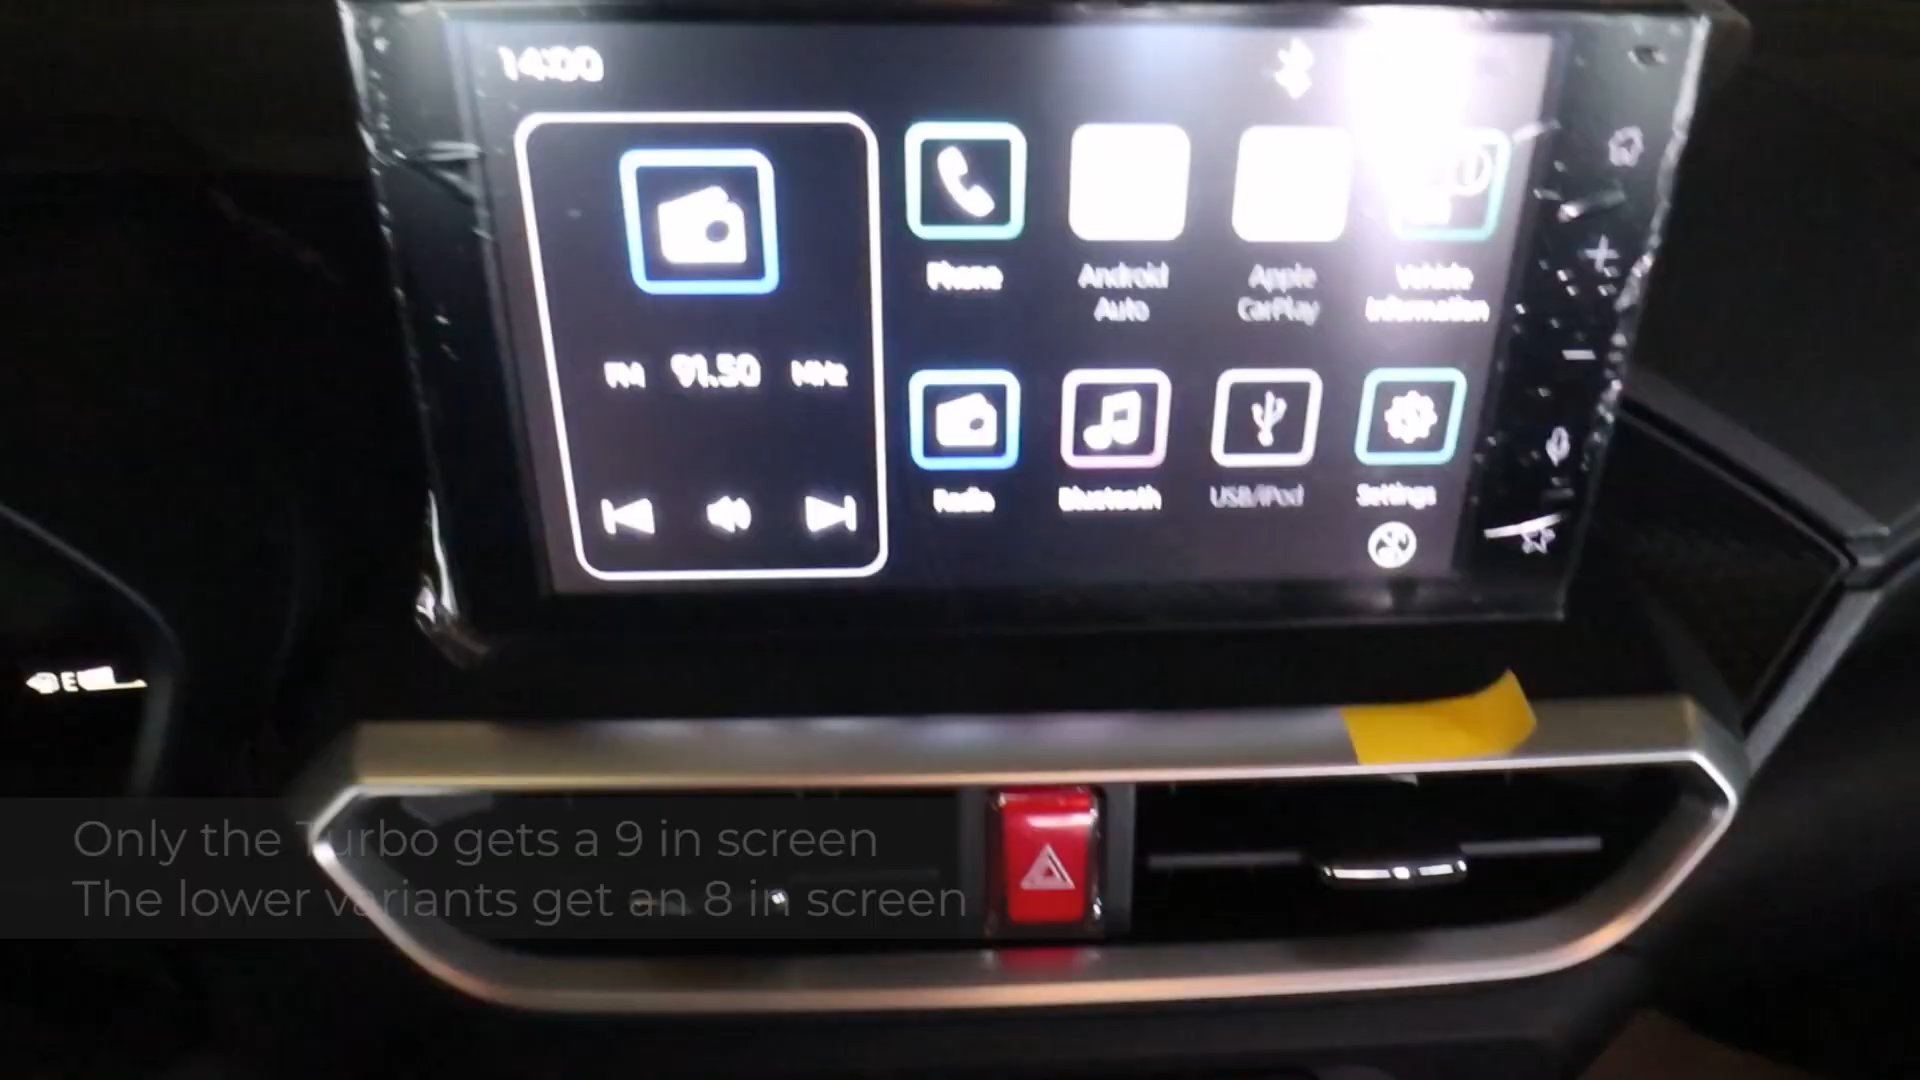 14:00
Phone
Android
Auto
Apple
CarPlay
Vehicle
Information
FM 91.50 MHz
Radio
Bluetooth
USB/iPod
Settings
E
Only the Turbo gets a 9 in screen
The lower variants get an 8 in screen